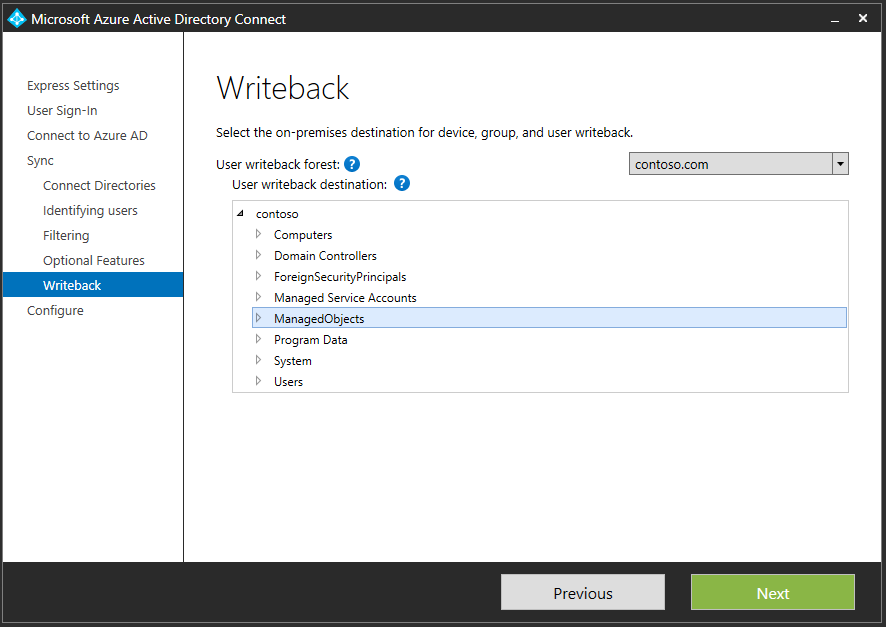 Microsoft Azure Active Directory Connect
Express Settings
User Sign-In
Connect to Azure AD
Sync
Connect Directories
Identifying users
Filtering
Optional Features
Writeback
Configure
Writeback
Select the on-premises destination for device, group, and user writeback.
User writeback forest: ?
contoso.com
User writeback destination: ?
contoso
Computers
Domain Controllers
ForeignSecurityPrincipals
Managed Service Accounts
ManagedObjects
Program Data
System
Users
Previous
Next